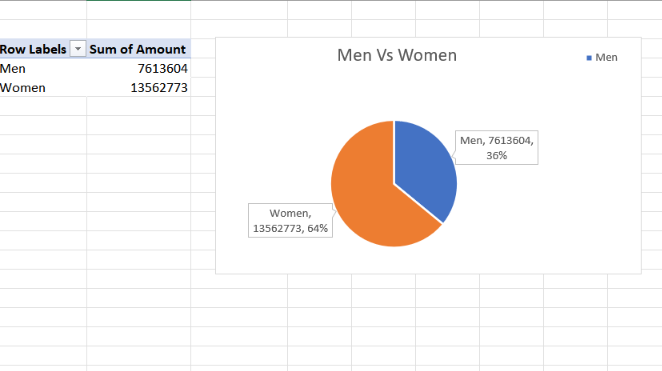 Row Labels Sum of Amount
Men 7613604
Women 13562773
Men Vs Women
Men
Men, 7613604,
36%
Women,
13562773, 64%